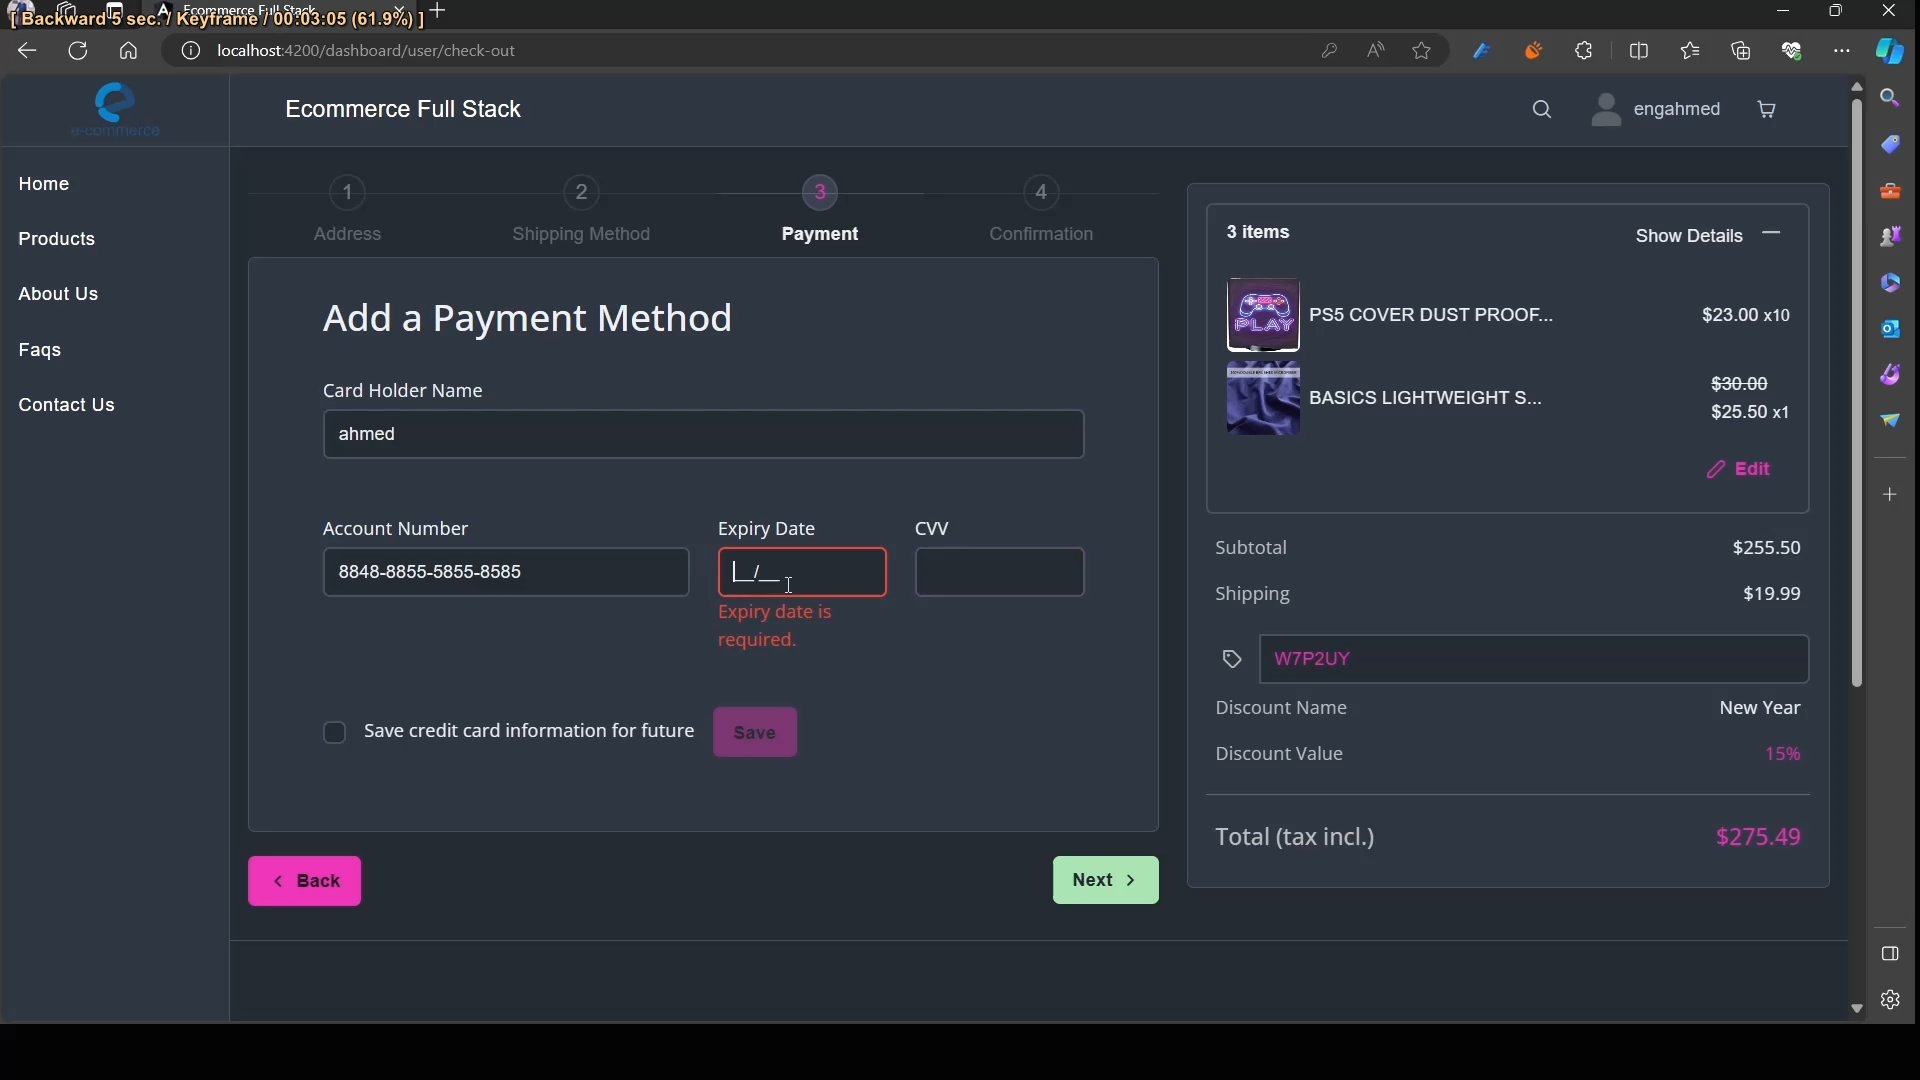 [ Backward 5 sec. / Keyframe / 00:03:05 (61.9%) ]
Ecommerce Full Stack
localhost:4200/dashboard/user/check-out
e-commerce
Ecommerce Full Stack
engahmed
Home
Products
About Us
Faqs
Contact Us
1
2
3
4
Address
Shipping Method
Payment
Confirmation
Add a Payment Method
Card Holder Name
ahmed
Account Number
Expiry Date
CVV
8848-8855-5855-8585
__/__
Expiry date is
required.
Save credit card information for future
Save
Back
Next
3 items
Show Details
PLAY
PS5 COVER DUST PROOF...
$23.00 x10
BASICS LIGHTWEIGHT S...
$30.00
$25.50 x1
Edit
Subtotal
$255.50
Shipping
$19.99
W7P2UY
Discount Name
New Year
Discount Value
15%
Total (tax incl.)
$275.49